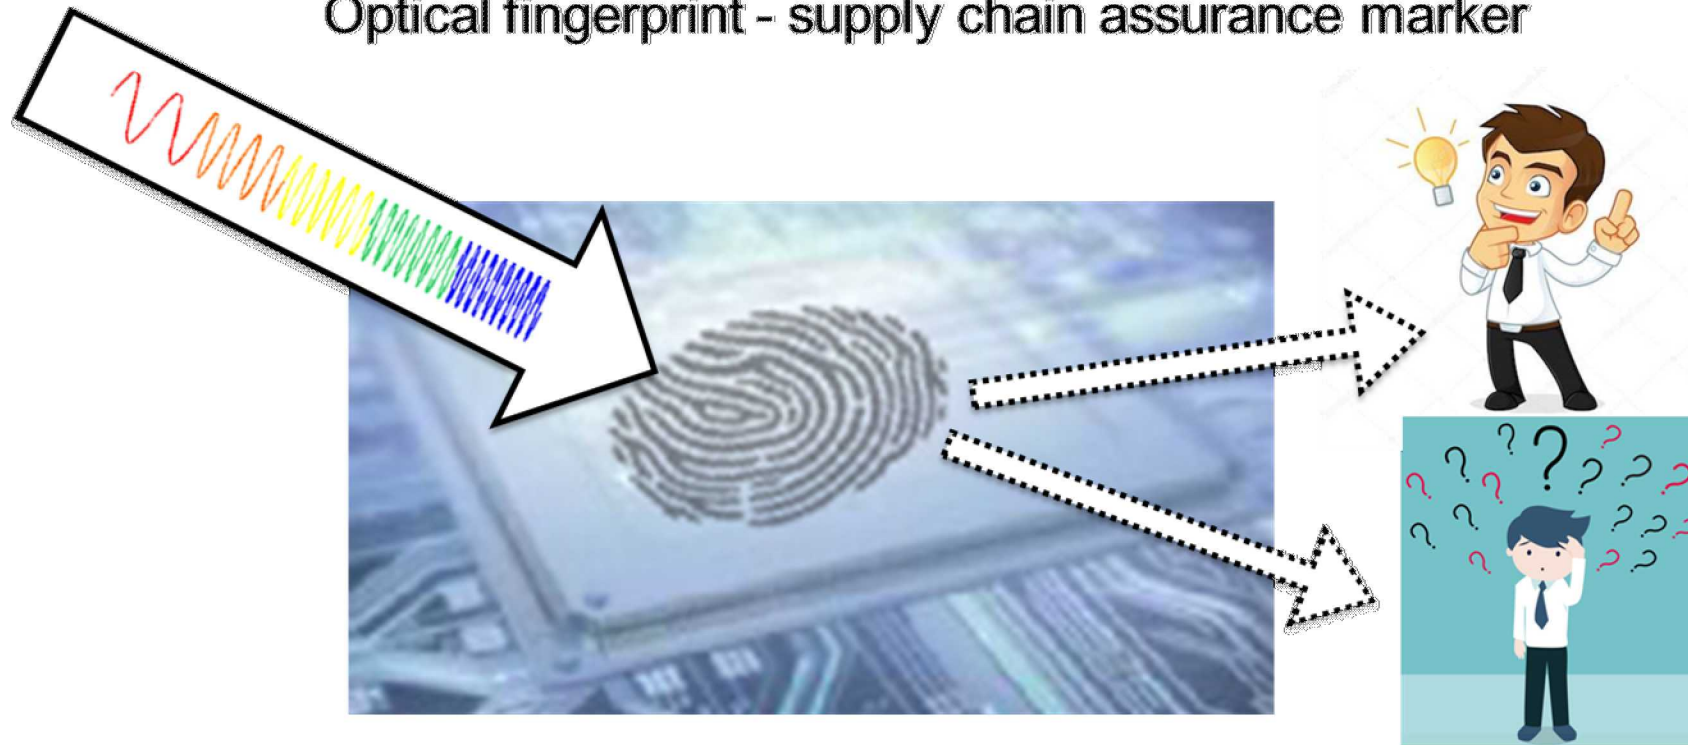 Optical fingerprint - supply chain assurance marker
? ? ? ? ? ? ? ? ? ? ? ? ? ? ? ? ?